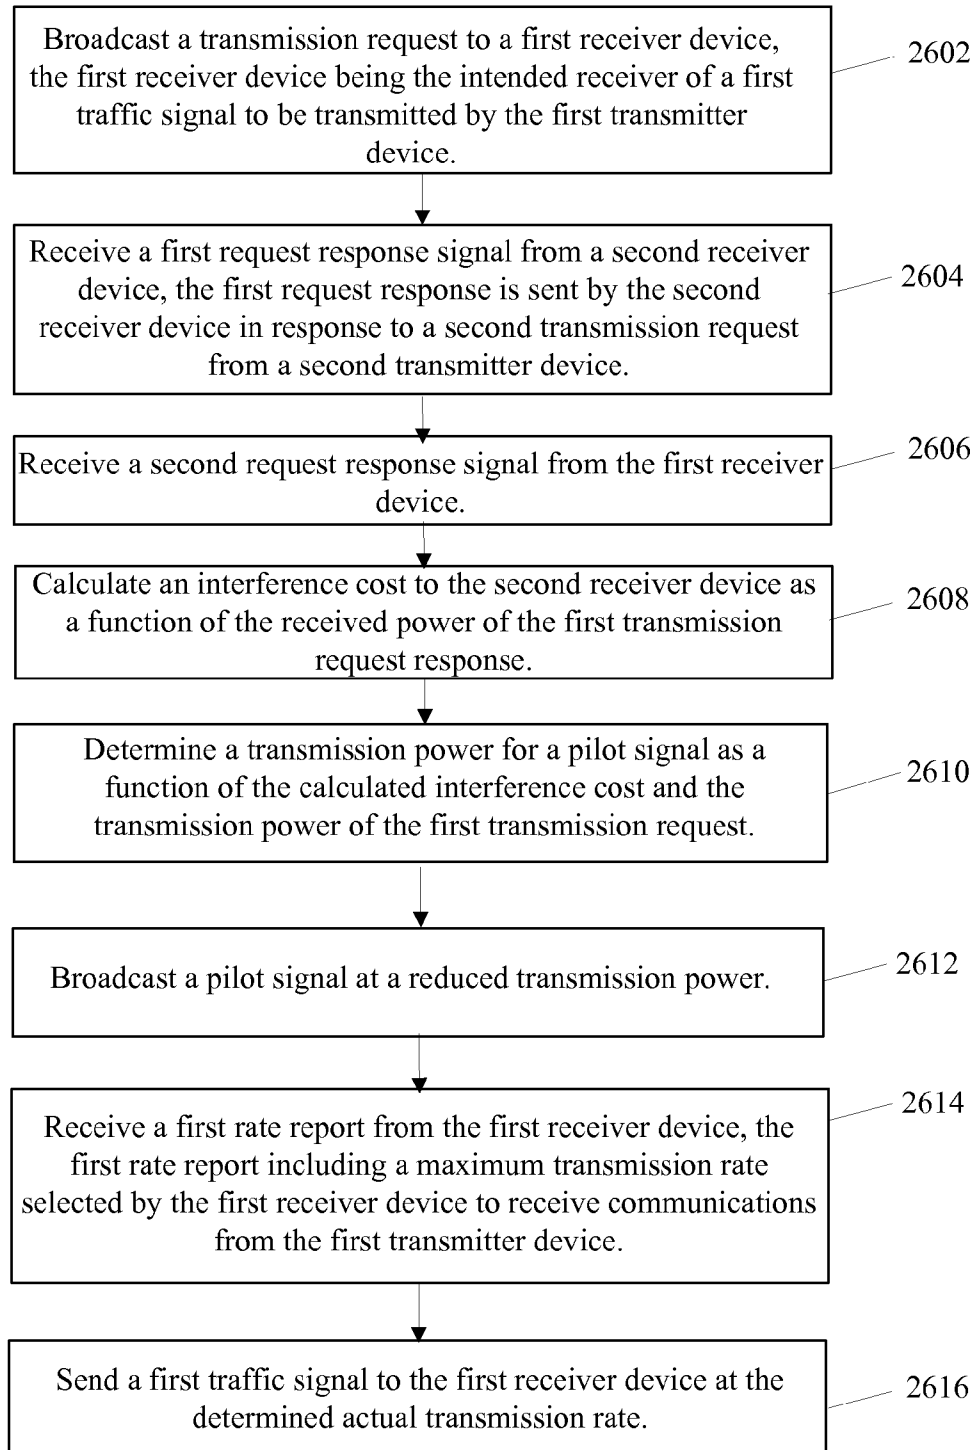 Broadcast a transmission request to a first receiver device,
the first receiver device being the intended receiver of a first
traffic signal to be transmitted by the first transmitter
device.
2602
Receive a first request response signal from a second receiver
device, the first request response is sent by the second
receiver device in response to a second transmission request
from a second transmitter device.
2604
Receive a second request response signal from the first receiver
device.
2606
Calculate an interference cost to the second receiver device as
a function of the received power of the first transmission
request response.
2608
Determine a transmission power for a pilot signal as a
function of the calculated interference cost and the
transmission power of the first transmission request.
2610
Broadcast a pilot signal at a reduced transmission power.
2612
Receive a first rate report from the first receiver device, the
first rate report including a maximum transmission rate
selected by the first receiver device to receive communications
from the first transmitter device.
2614
Send a first traffic signal to the first receiver device at the
determined actual transmission rate.
2616